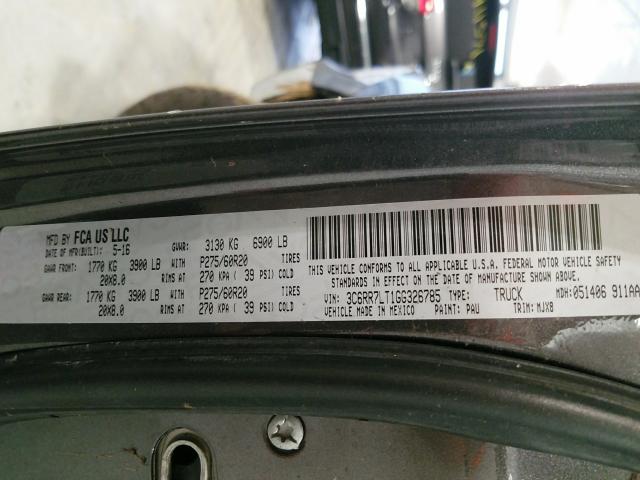 MFD BY FCA US LLC
DATE OF MFR(BUILT): 5-16 GVWR: 3130 KG 6900 LB
GAWR FRONT: 1770 KG 3900 LB WITH P275/60R20 TIRES
20X8.0 RIMS AT 270 KPA ( 39 PSI) COLD
GAWR REAR: 1770 KG 3900 LB WITH P275/60R20 TIRES
20X8.0 RIMS AT 270 KPA ( 39 PSI) COLD
THIS VEHICLE CONFORMS TO ALL APPLICABLE U.S.A. FEDERAL MOTOR VEHICLE SAFETY
STANDARDS IN EFFECT ON THE DATE OF MANUFACTURE SHOWN ABOVE.
VIN: 3C6RR7LT1GG326785 TYPE: TRUCK MDH: 051406 911AA
VEHICLE MADE IN MEXICO PAINT: PAU TRIM: MJX8